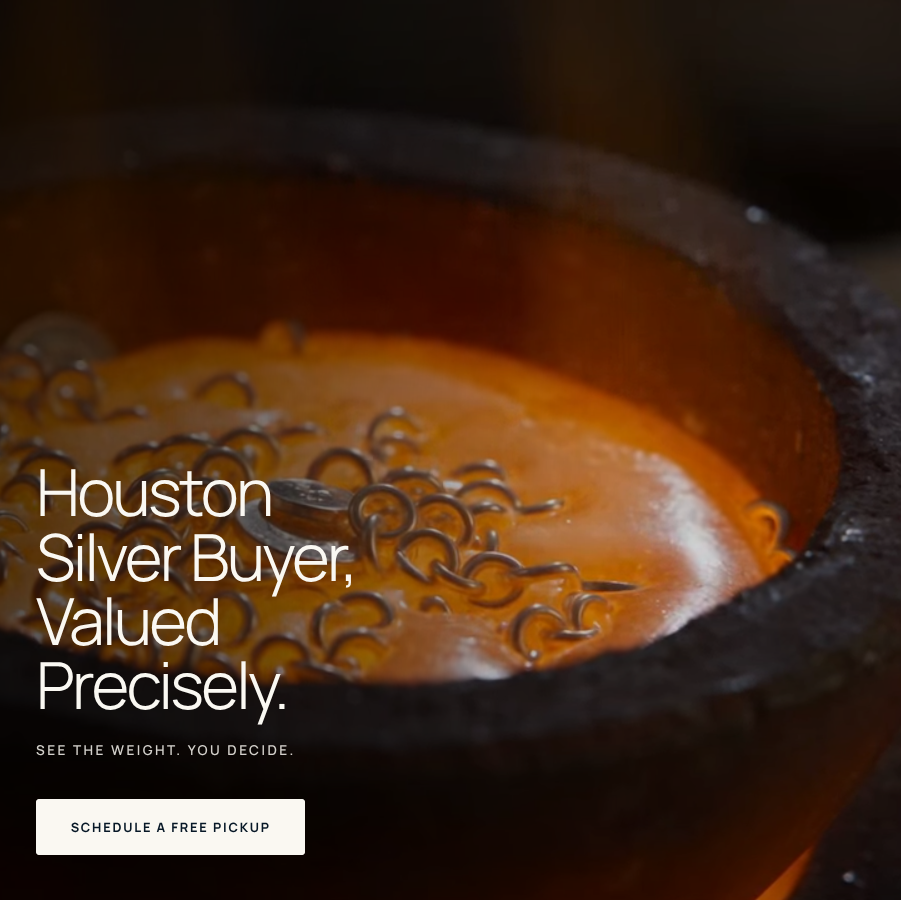 Houston
Silver Buyer,
Valued
Precisely.
SEE THE WEIGHT. YOU DECIDE.
SCHEDULE A FREE PICKUP